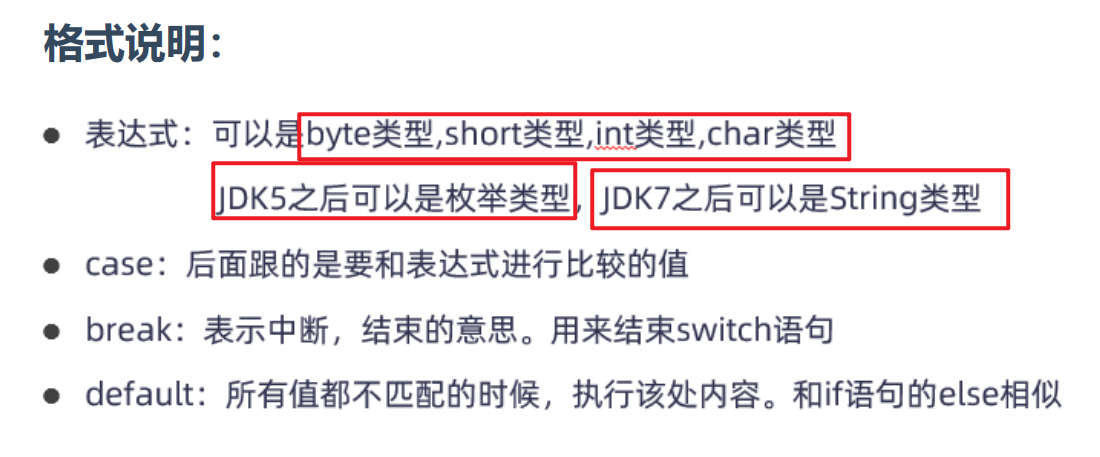 格式说明：
● 表达式：可以是byte类型,short类型,int类型,char类型
JDK5之后可以是枚举类型，JDK7之后可以是String类型
● case：后面跟的是要和表达式进行比较的值
● break：表示中断，结束的意思。用来结束switch语句
● default：所有值都不匹配的时候，执行该处内容。和if语句的else相似